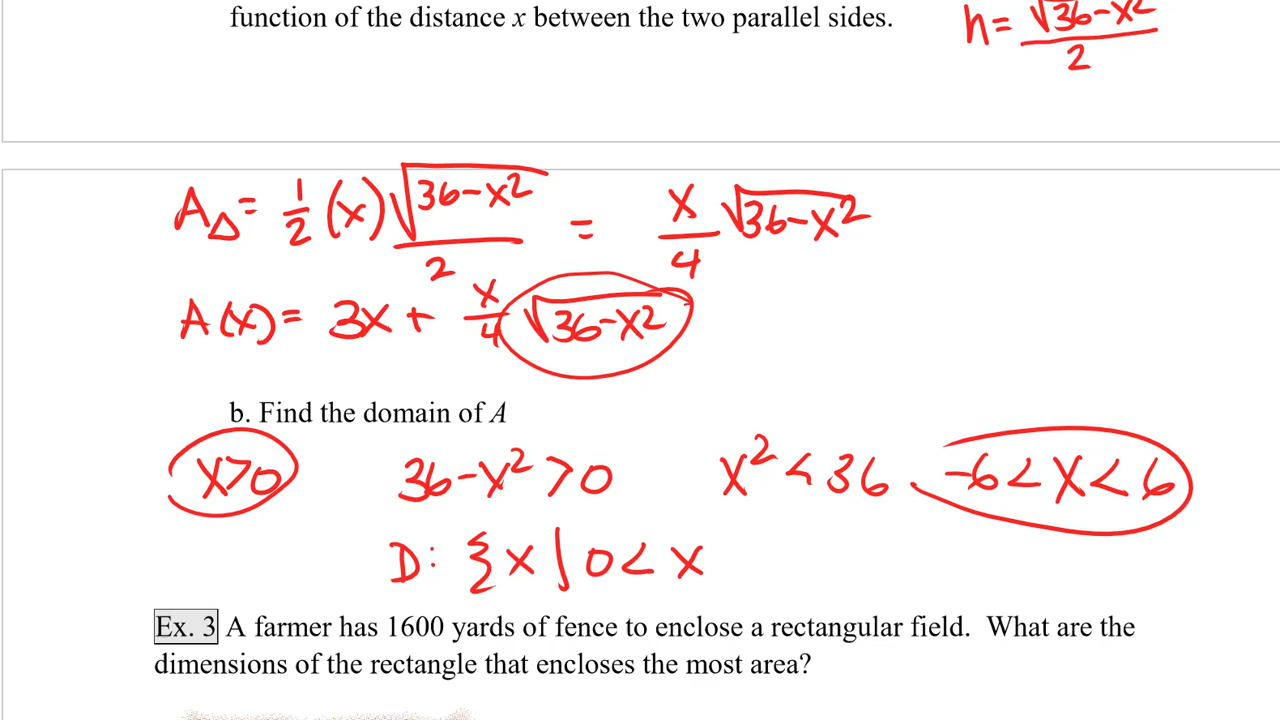 function of the distance x between the two parallel sides.
h = √36-x² / 2
A△ = 1/2 (x) √36-x² / 2 = x/4 √36-x²
A(x) = 3x + x/4 √36-x²
b. Find the domain of A
x>0 36-x²>0 x²<36 -6<x<6
D: {x | 0<x
Ex. 3 A farmer has 1600 yards of fence to enclose a rectangular field. What are the
dimensions of the rectangle that encloses the most area?